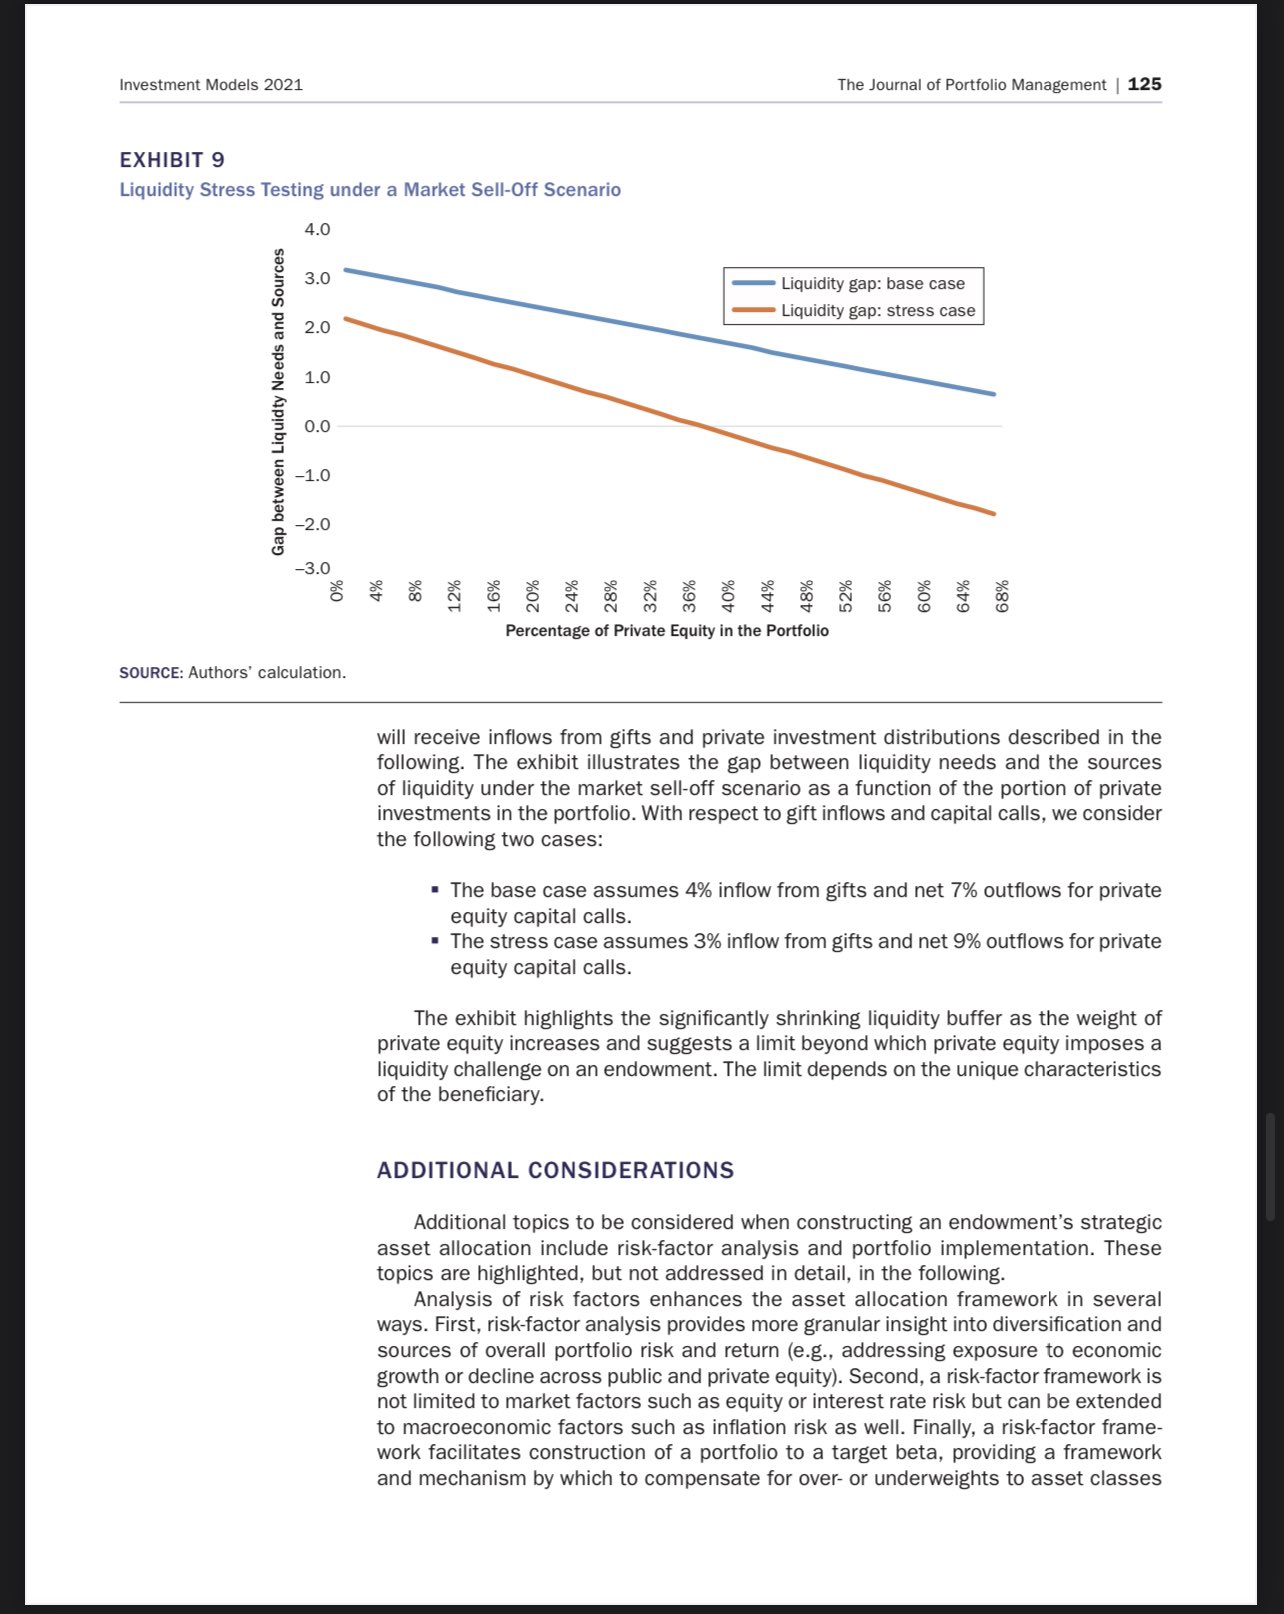 Investment Models 2021
The Journal of Portfolio Management | 125
EXHIBIT 9
Liquidity Stress Testing under a Market Sell-Off Scenario
Gap between Liquidty Needs and Sources
4.0
3.0
2.0
1.0
0.0
–1.0
–2.0
–3.0
Liquidity gap: base case
Liquidity gap: stress case
0% 4% 8% 12% 16% 20% 24% 28% 32% 36% 40% 44% 48% 52% 56% 60% 64% 68%
Percentage of Private Equity in the Portfolio
SOURCE: Authors’ calculation.
will receive inflows from gifts and private investment distributions described in the
following. The exhibit illustrates the gap between liquidity needs and the sources
of liquidity under the market sell-off scenario as a function of the portion of private
investments in the portfolio. With respect to gift inflows and capital calls, we consider
the following two cases:
▪ The base case assumes 4% inflow from gifts and net 7% outflows for private
equity capital calls.
▪ The stress case assumes 3% inflow from gifts and net 9% outflows for private
equity capital calls.
The exhibit highlights the significantly shrinking liquidity buffer as the weight of
private equity increases and suggests a limit beyond which private equity imposes a
liquidity challenge on an endowment. The limit depends on the unique characteristics
of the beneficiary.
ADDITIONAL CONSIDERATIONS
Additional topics to be considered when constructing an endowment’s strategic
asset allocation include risk-factor analysis and portfolio implementation. These
topics are highlighted, but not addressed in detail, in the following.
Analysis of risk factors enhances the asset allocation framework in several
ways. First, risk-factor analysis provides more granular insight into diversification and
sources of overall portfolio risk and return (e.g., addressing exposure to economic
growth or decline across public and private equity). Second, a risk-factor framework is
not limited to market factors such as equity or interest rate risk but can be extended
to macroeconomic factors such as inflation risk as well. Finally, a risk-factor frame-
work facilitates construction of a portfolio to a target beta, providing a framework
and mechanism by which to compensate for over- or underweights to asset classes